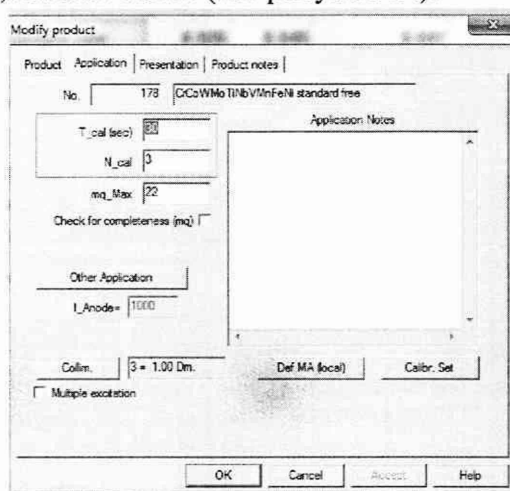 Modify product
Product Application Presentation Product notes
No. 178 CrCoWMoTiNbVMnFeNi standard free
Application Notes
T_cal (sec) 80
N_cal 3
mq_Max 22
Check for completeness (mq)
Other Application
I_Anode= 1000
Collim. 3 = 1.00 Dm. Def MA (local) Calibr. Set
Multiple excitation
OK Cancel Accept Help